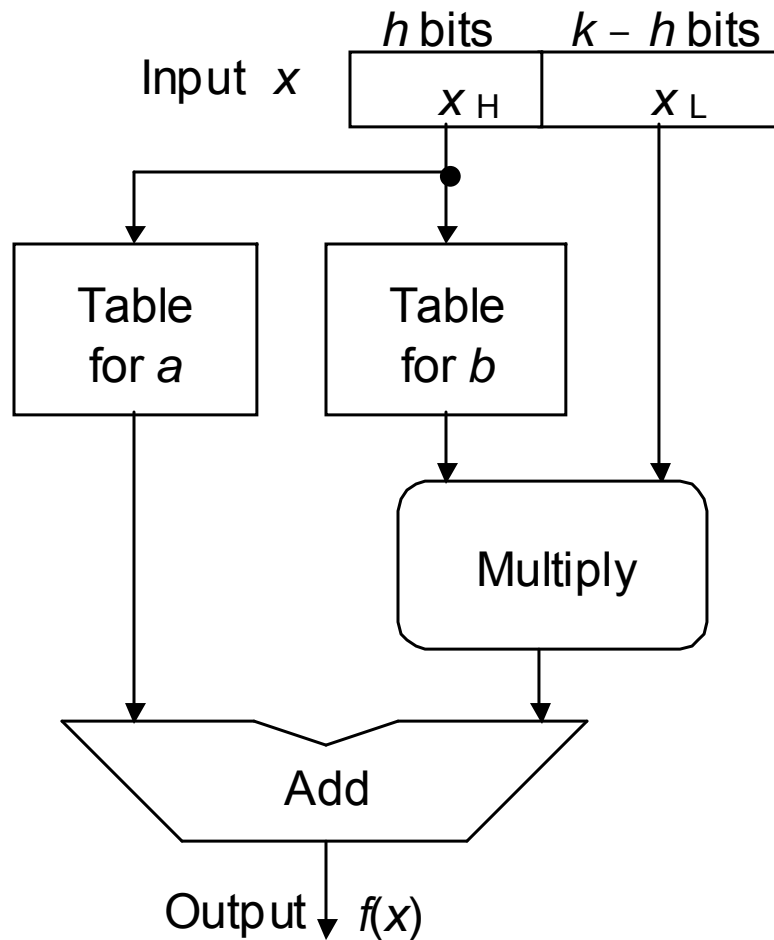 h bits
k – h bits
Input x
x H
x L
Table
for a
Table
for b
Multiply
Add
Output f(x)